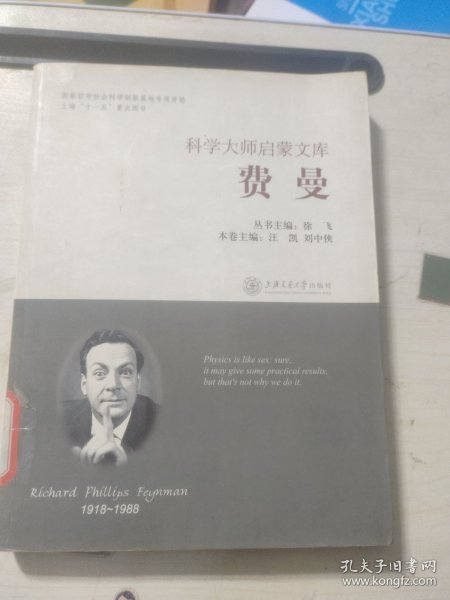 国家哲学社会科学创新基地专项资助
上海“十一五”重点图书
科学大师启蒙文库
费曼
丛书主编：徐 飞
本卷主编：汪 凯 刘中侠
上海交通大学出版社
Physics is like sex: sure,
it may give some practical results,
but that's not why we do it.
Richard Phillips Feynman
1918~1988
孔夫子旧书网
www.kongfz.com